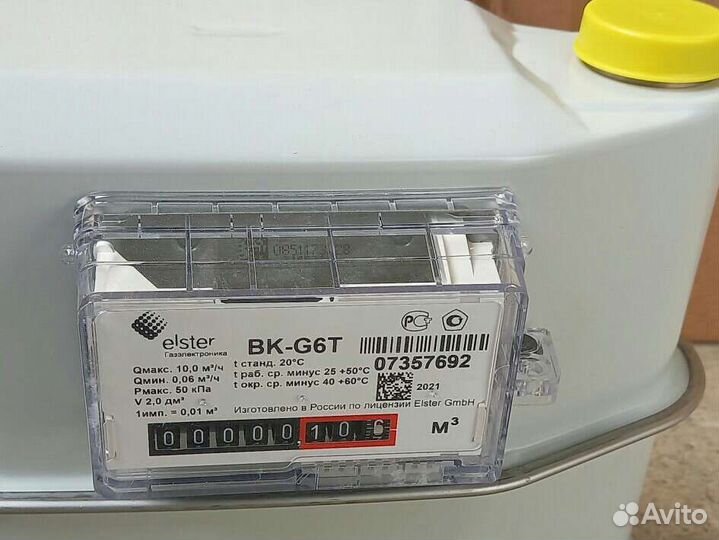 elster
Газэлектроника
BK-G6T
07357692
2021
Qмакс. 10,0 м³/ч
Qмин. 0,06 м³/ч
Pмакс. 50 кПа
V 2,0 дм³
1имп. = 0,01 м³
t станд. 20°C
t раб. ср. минус 25 +50°C
t окр. ср. минус 40 +60°C
Изготовлено в России по лицензии Elster GmbH
00000106 м³
Avito